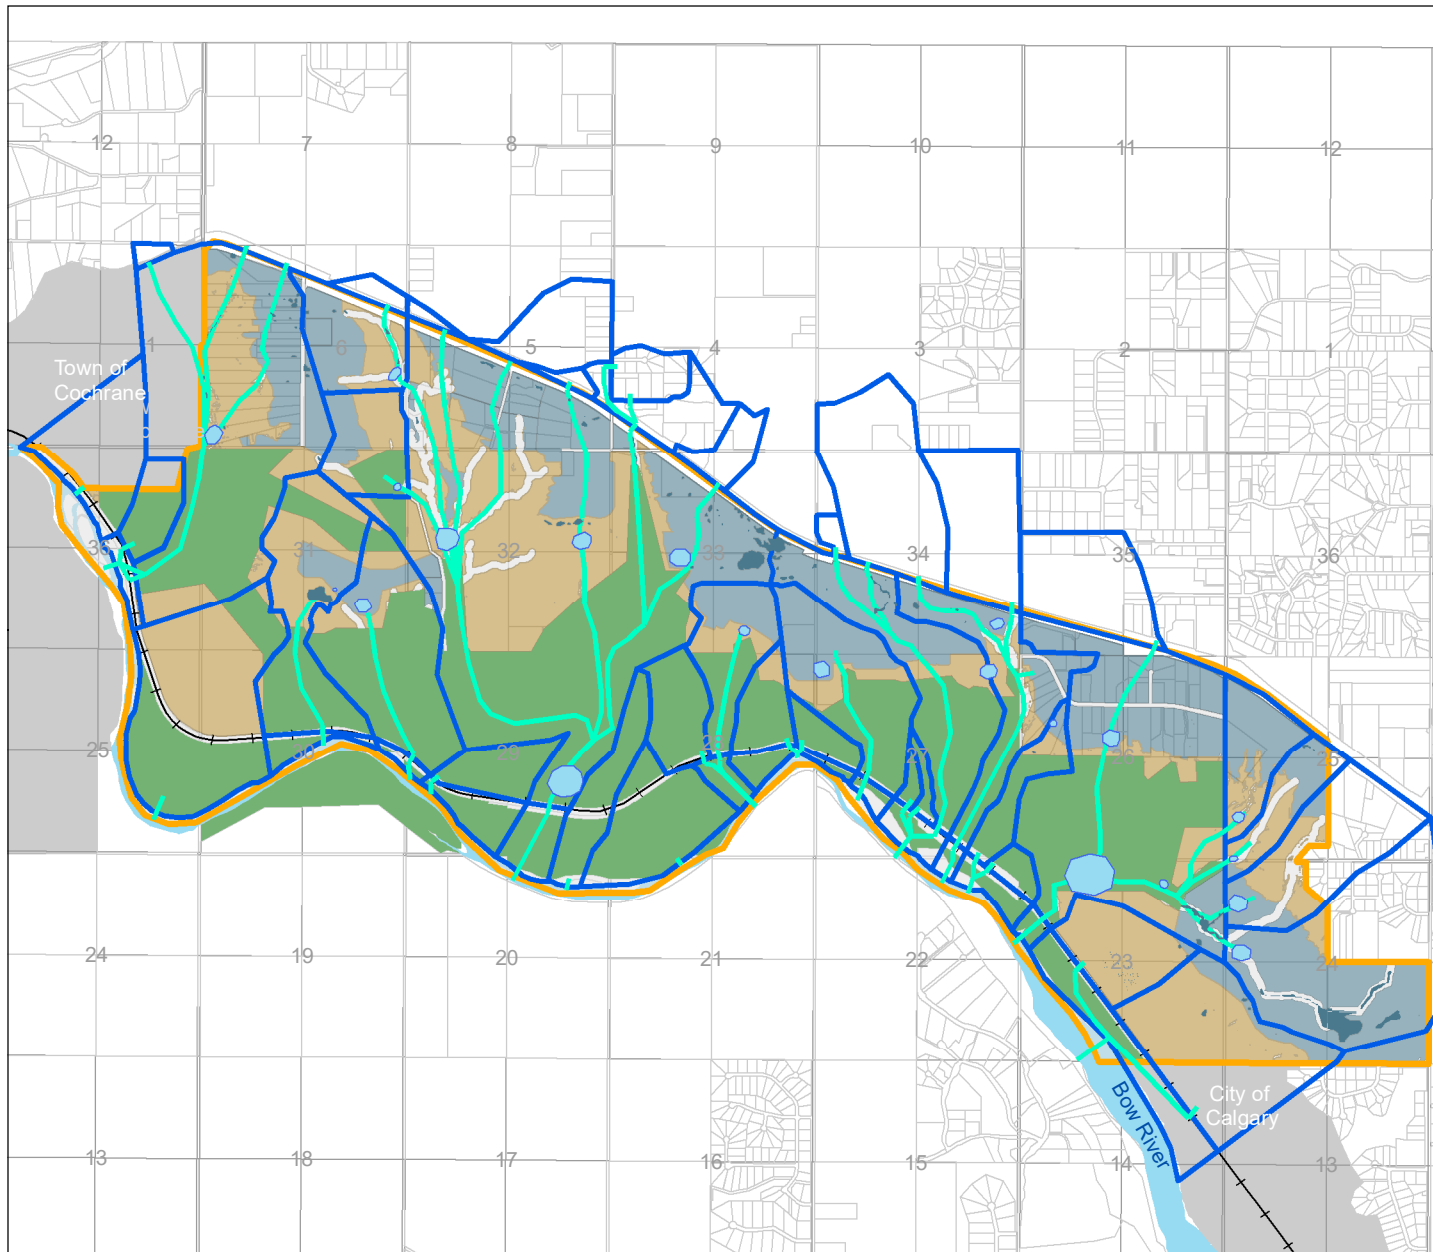 12 7 8 9 10 11 12
1 6 5 4 3 2 1
Town of
Cochrane
36 31 32 33 34 35 36
25 30 29 28 27 26 25
24 19 20 21 22 23 24
City of
Calgary
Bow River
13 18 17 16 15 14 13